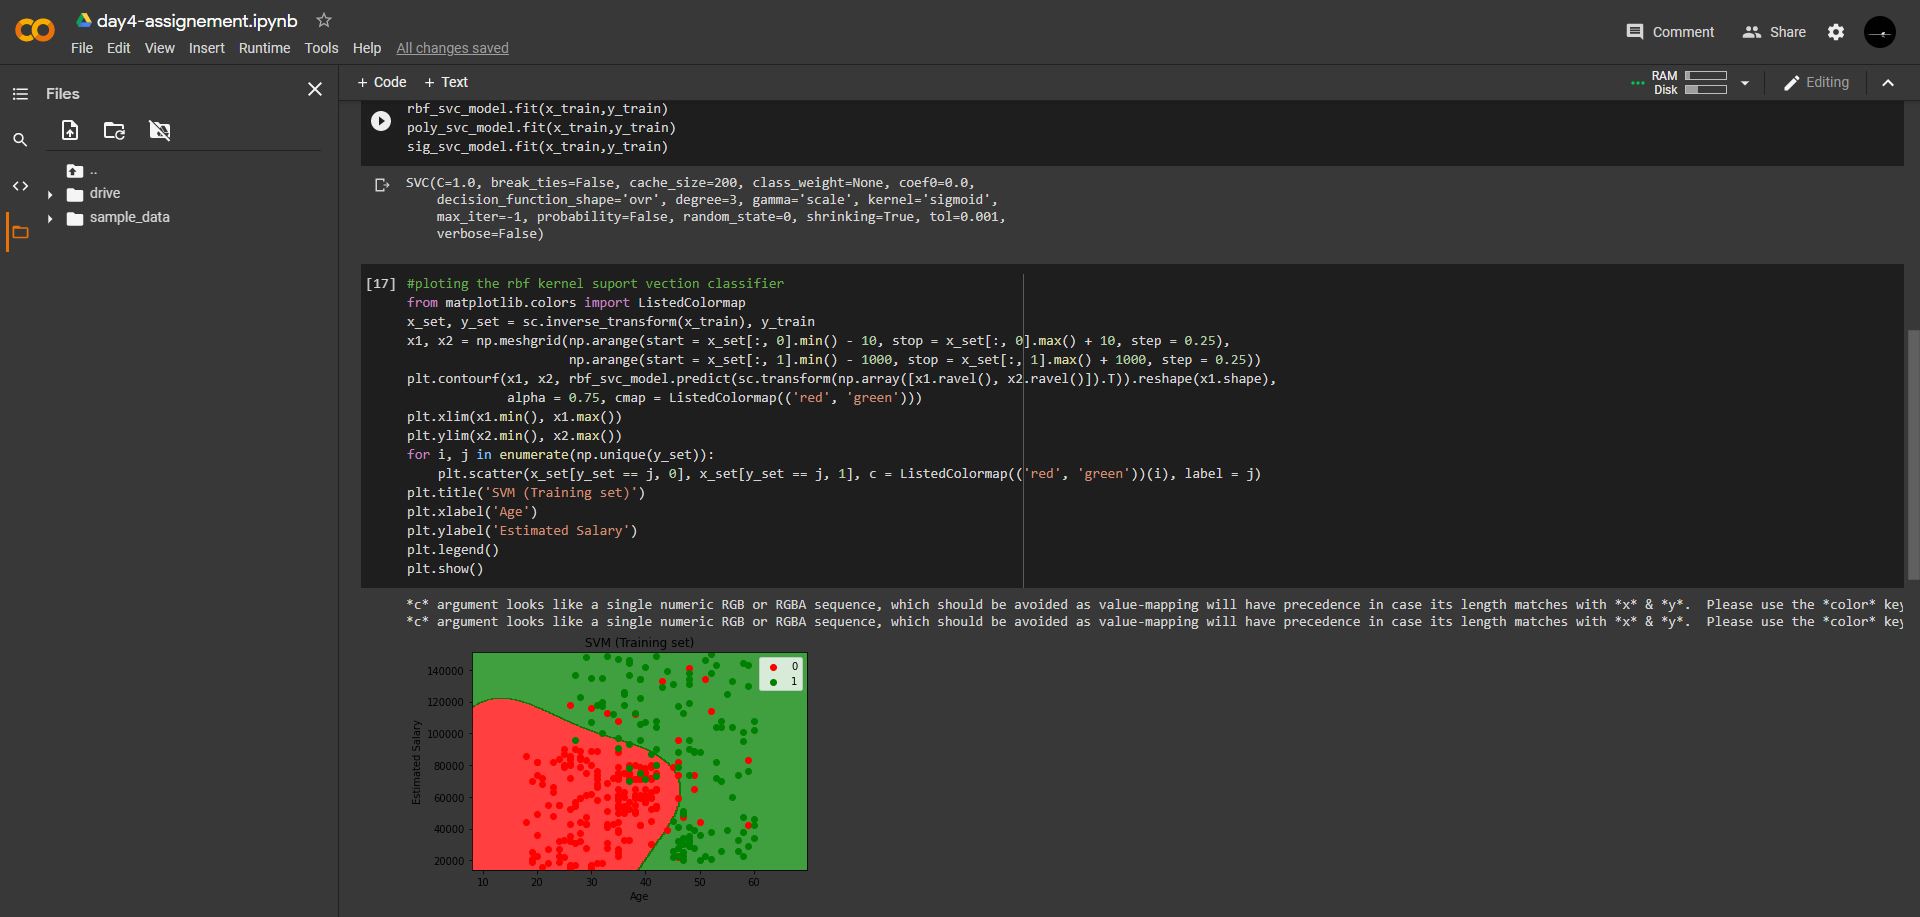 day4-assignement.ipynb
File Edit View Insert Runtime Tools Help All changes saved
Comment Share
Files
+ Code + Text
RAM
Disk
Editing
..
drive
sample_data
rbf_svc_model.fit(x_train,y_train)
poly_svc_model.fit(x_train,y_train)
sig_svc_model.fit(x_train,y_train)
SVC(C=1.0, break_ties=False, cache_size=200, class_weight=None, coef0=0.0,
    decision_function_shape='ovr', degree=3, gamma='scale', kernel='sigmoid',
    max_iter=-1, probability=False, random_state=0, shrinking=True, tol=0.001,
    verbose=False)
[17] #ploting the rbf kernel suport vection classifier
from matplotlib.colors import ListedColormap
x_set, y_set = sc.inverse_transform(x_train), y_train
x1, x2 = np.meshgrid(np.arange(start = x_set[:, 0].min() - 10, stop = x_set[:, 0].max() + 10, step = 0.25),
                     np.arange(start = x_set[:, 1].min() - 1000, stop = x_set[:, 1].max() + 1000, step = 0.25))
plt.contourf(x1, x2, rbf_svc_model.predict(sc.transform(np.array([x1.ravel(), x2.ravel()]).T)).reshape(x1.shape),
             alpha = 0.75, cmap = ListedColormap(('red', 'green')))
plt.xlim(x1.min(), x1.max())
plt.ylim(x2.min(), x2.max())
for i, j in enumerate(np.unique(y_set)):
    plt.scatter(x_set[y_set == j, 0], x_set[y_set == j, 1], c = ListedColormap(('red', 'green'))(i), label = j)
plt.title('SVM (Training set)')
plt.xlabel('Age')
plt.ylabel('Estimated Salary')
plt.legend()
plt.show()
*c* argument looks like a single numeric RGB or RGBA sequence, which should be avoided as value-mapping will have precedence in case its length matches with *x* & *y*.  Please use the *color* key
*c* argument looks like a single numeric RGB or RGBA sequence, which should be avoided as value-mapping will have precedence in case its length matches with *x* & *y*.  Please use the *color* key
SVM (Training set)
0
1
140000
120000
100000
80000
60000
40000
20000
Estimated Salary
10 20 30 40 50 60
Age